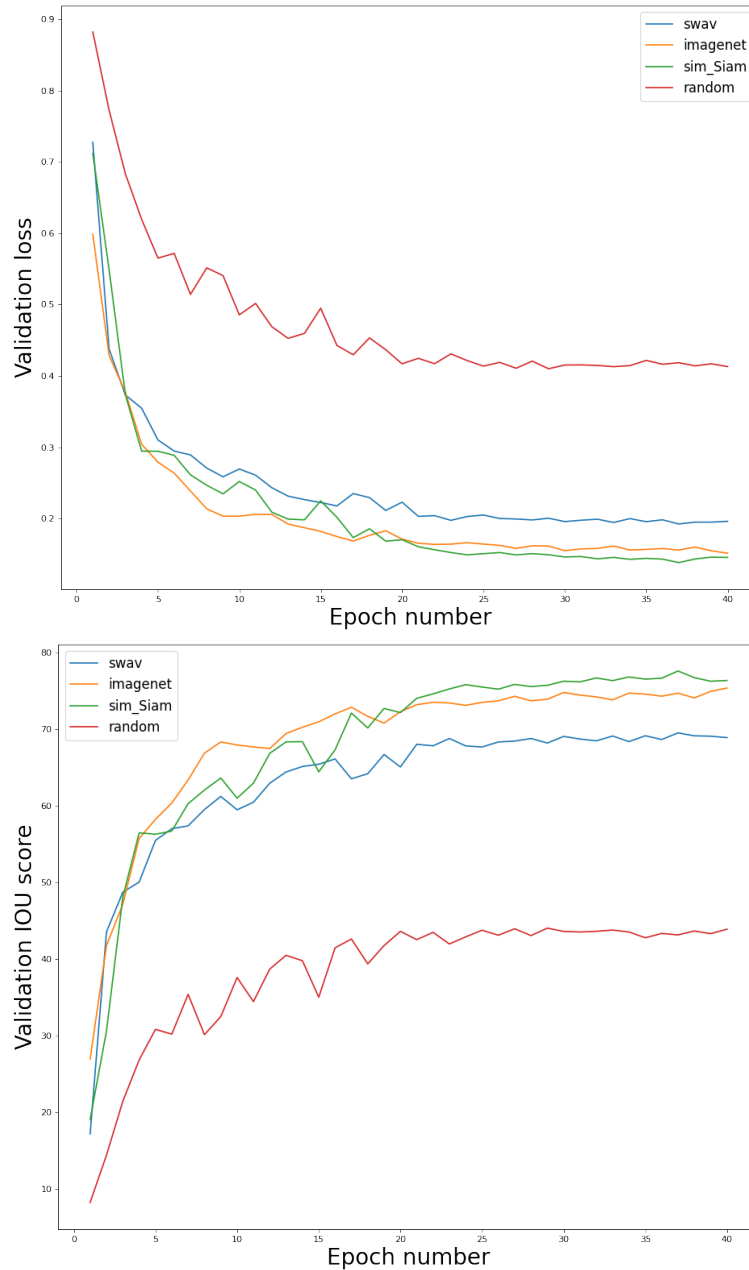 0.9
0.8
0.7
0.6
0.5
0.4
0.3
0.2
Validation loss
swav
imagenet
sim_Siam
random
0 5 10 15 20 25 30 35 40
Epoch number
80
70
60
50
40
30
20
10
Validation IOU score
swav
imagenet
sim_Siam
random
0 5 10 15 20 25 30 35 40
Epoch number